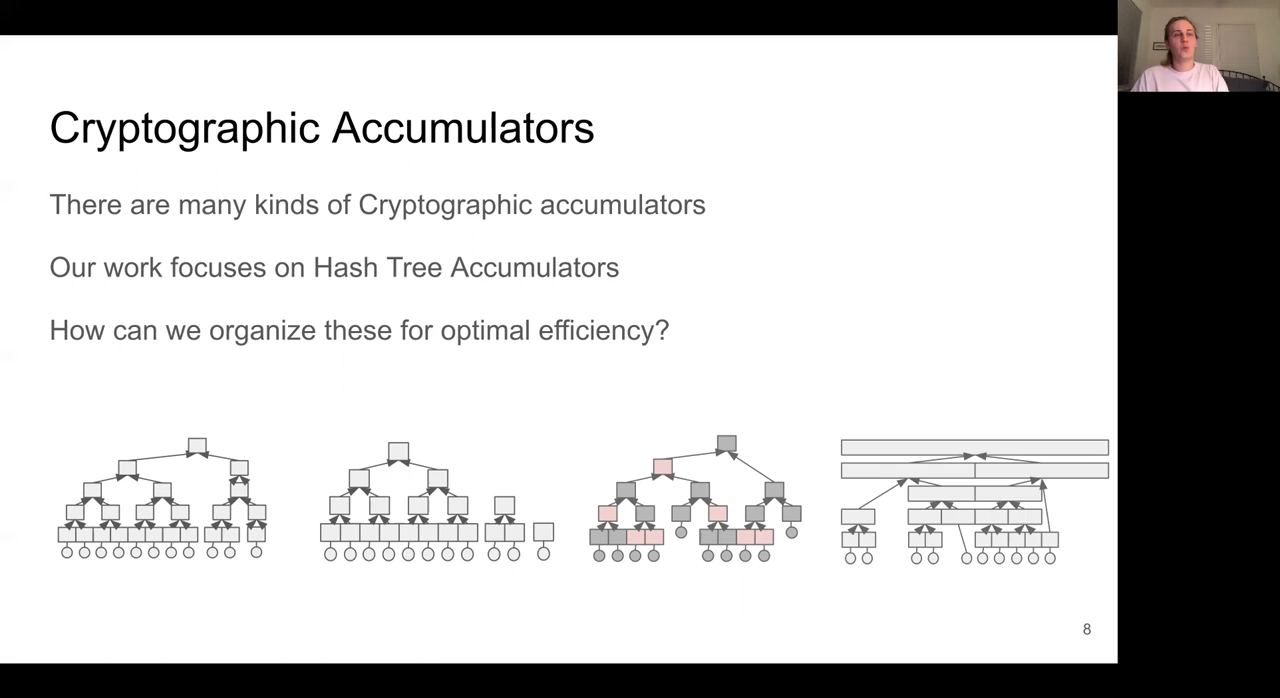 Cryptographic Accumulators
There are many kinds of Cryptographic accumulators
Our work focuses on Hash Tree Accumulators
How can we organize these for optimal efficiency?
8